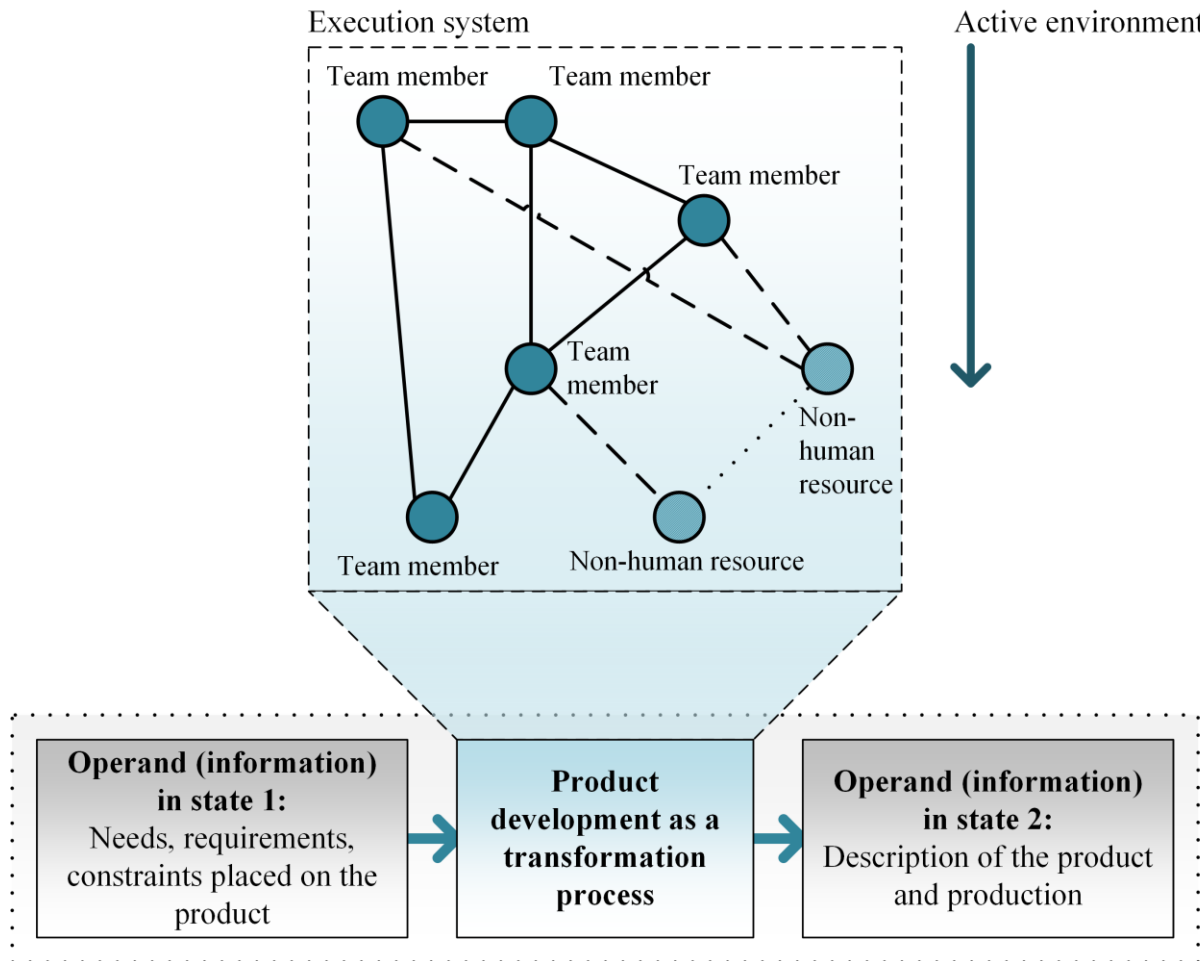 Execution system
Active environment
Team member
Team member
Team member
Team
member
Non-
human
resource
Team member
Non-human resource
Operand (information)
in state 1:
Needs, requirements,
constraints placed on the
product
Product
development as a
transformation
process
Operand (information)
in state 2:
Description of the product
and production